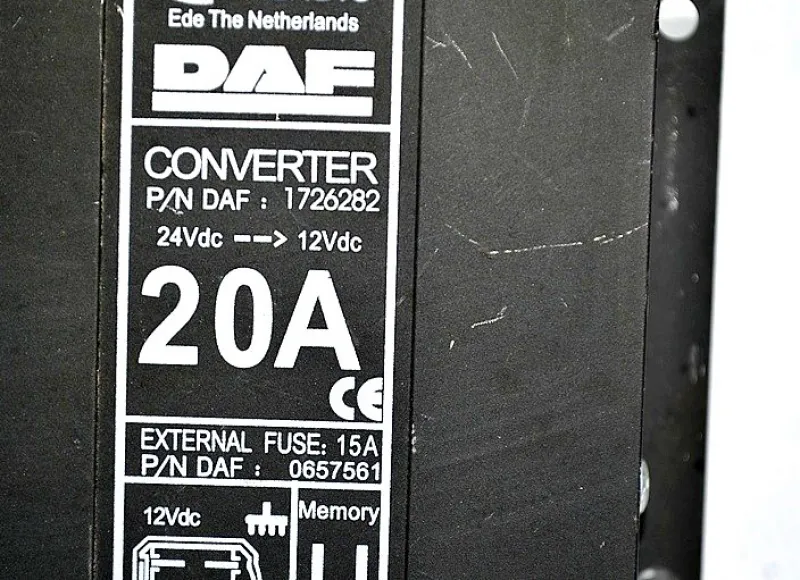 Ede The Netherlands
DAF
CONVERTER
P/N DAF : 1726282
24Vdc --> 12Vdc
20A
CE
EXTERNAL FUSE: 15A
P/N DAF : 0657561
12Vdc
Memory